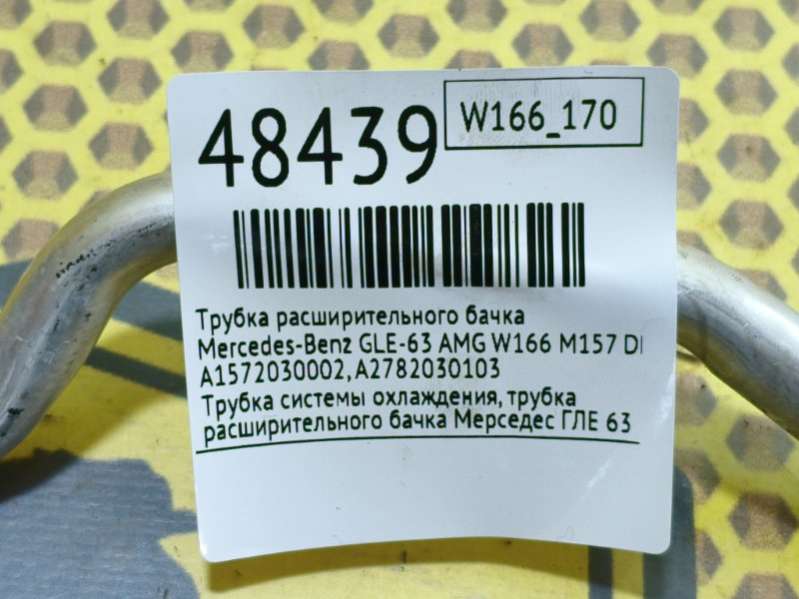 48439
W166_170
Трубка расширительного бачка
Mercedes-Benz GLE-63 AMG W166 M157 D
A1572030002, A2782030103
Трубка системы охлаждения, трубка
расширительного бачка Мерседес ГЛЕ 63